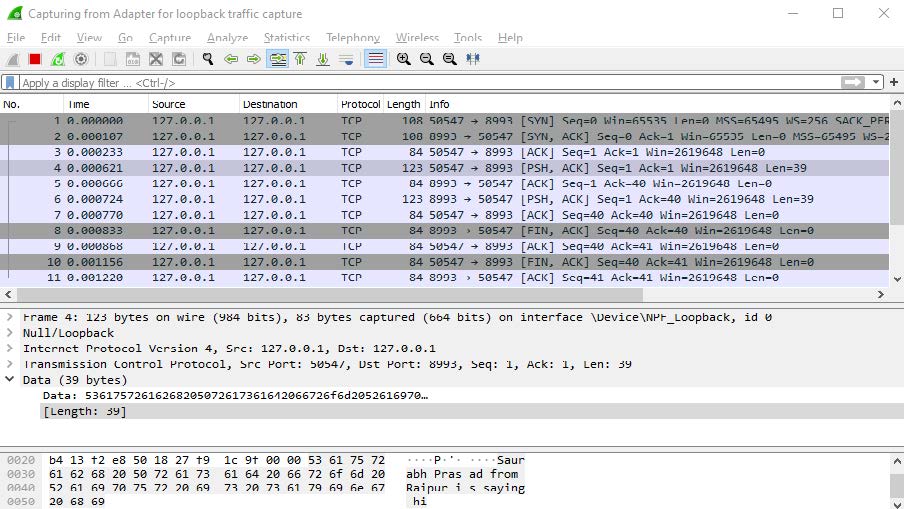 Capturing from Adapter for loopback traffic capture
File Edit View Go Capture Analyze Statistics Telephony Wireless Tools Help
Apply a display filter ... <Ctrl-/>
No. Time Source Destination Protocol Length Info
1 0.000000 127.0.0.1 127.0.0.1 TCP 108 50547 → 8993 [SYN] Seq=0 Win=65535 Len=0 MSS=65495 WS=256 SACK_PER
2 0.000107 127.0.0.1 127.0.0.1 TCP 108 8993 → 50547 [SYN, ACK] Seq=0 Ack=1 Win=65535 Len=0 MSS=65495 WS=2
3 0.000233 127.0.0.1 127.0.0.1 TCP 84 50547 → 8993 [ACK] Seq=1 Ack=1 Win=2619648 Len=0
4 0.000621 127.0.0.1 127.0.0.1 TCP 123 50547 → 8993 [PSH, ACK] Seq=1 Ack=1 Win=2619648 Len=39
5 0.000666 127.0.0.1 127.0.0.1 TCP 84 8993 → 50547 [ACK] Seq=1 Ack=40 Win=2619648 Len=0
6 0.000724 127.0.0.1 127.0.0.1 TCP 123 8993 → 50547 [PSH, ACK] Seq=1 Ack=40 Win=2619648 Len=39
7 0.000770 127.0.0.1 127.0.0.1 TCP 84 50547 → 8993 [ACK] Seq=40 Ack=40 Win=2619648 Len=0
8 0.000833 127.0.0.1 127.0.0.1 TCP 84 8993 → 50547 [FIN, ACK] Seq=40 Ack=40 Win=2619648 Len=0
9 0.000868 127.0.0.1 127.0.0.1 TCP 84 50547 → 8993 [ACK] Seq=40 Ack=41 Win=2619648 Len=0
10 0.001156 127.0.0.1 127.0.0.1 TCP 84 50547 → 8993 [FIN, ACK] Seq=40 Ack=41 Win=2619648 Len=0
11 0.001220 127.0.0.1 127.0.0.1 TCP 84 8993 → 50547 [ACK] Seq=41 Ack=41 Win=2619648 Len=0
Frame 4: 123 bytes on wire (984 bits), 83 bytes captured (664 bits) on interface \Device\NPF_Loopback, id 0
Null/Loopback
Internet Protocol Version 4, Src: 127.0.0.1, Dst: 127.0.0.1
Transmission Control Protocol, Src Port: 50547, Dst Port: 8993, Seq: 1, Ack: 1, Len: 39
Data (39 bytes)
Data: 53617572616268205072617361642066726f6d2052616970…
[Length: 39]
0020 b4 13 f2 e8 50 18 27 f9 1c 9f 00 00 53 61 75 72 ····P·'· ····Saur
0030 61 62 68 20 50 72 61 73 61 64 20 66 72 6f 6d 20 abh Pras ad from
0040 52 61 69 70 75 72 20 69 73 20 73 61 79 69 6e 67 Raipur i s saying
0050 20 68 69 hi